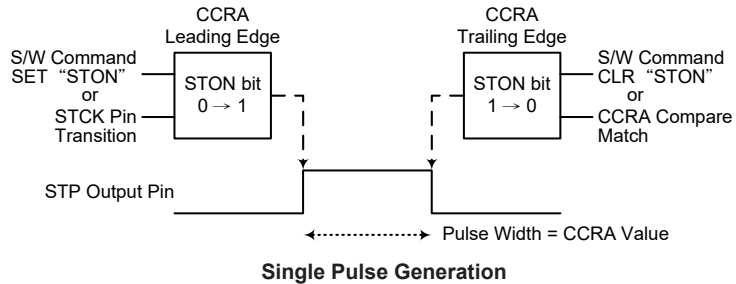 CCRA
Leading Edge
S/W Command
SET “STON”
or
STCK Pin
Transition
STON bit
0 → 1
CCRA
Trailing Edge
STON bit
1 → 0
S/W Command
CLR “STON”
or
CCRA Compare
Match
STP Output Pin
Pulse Width = CCRA Value
Single Pulse Generation